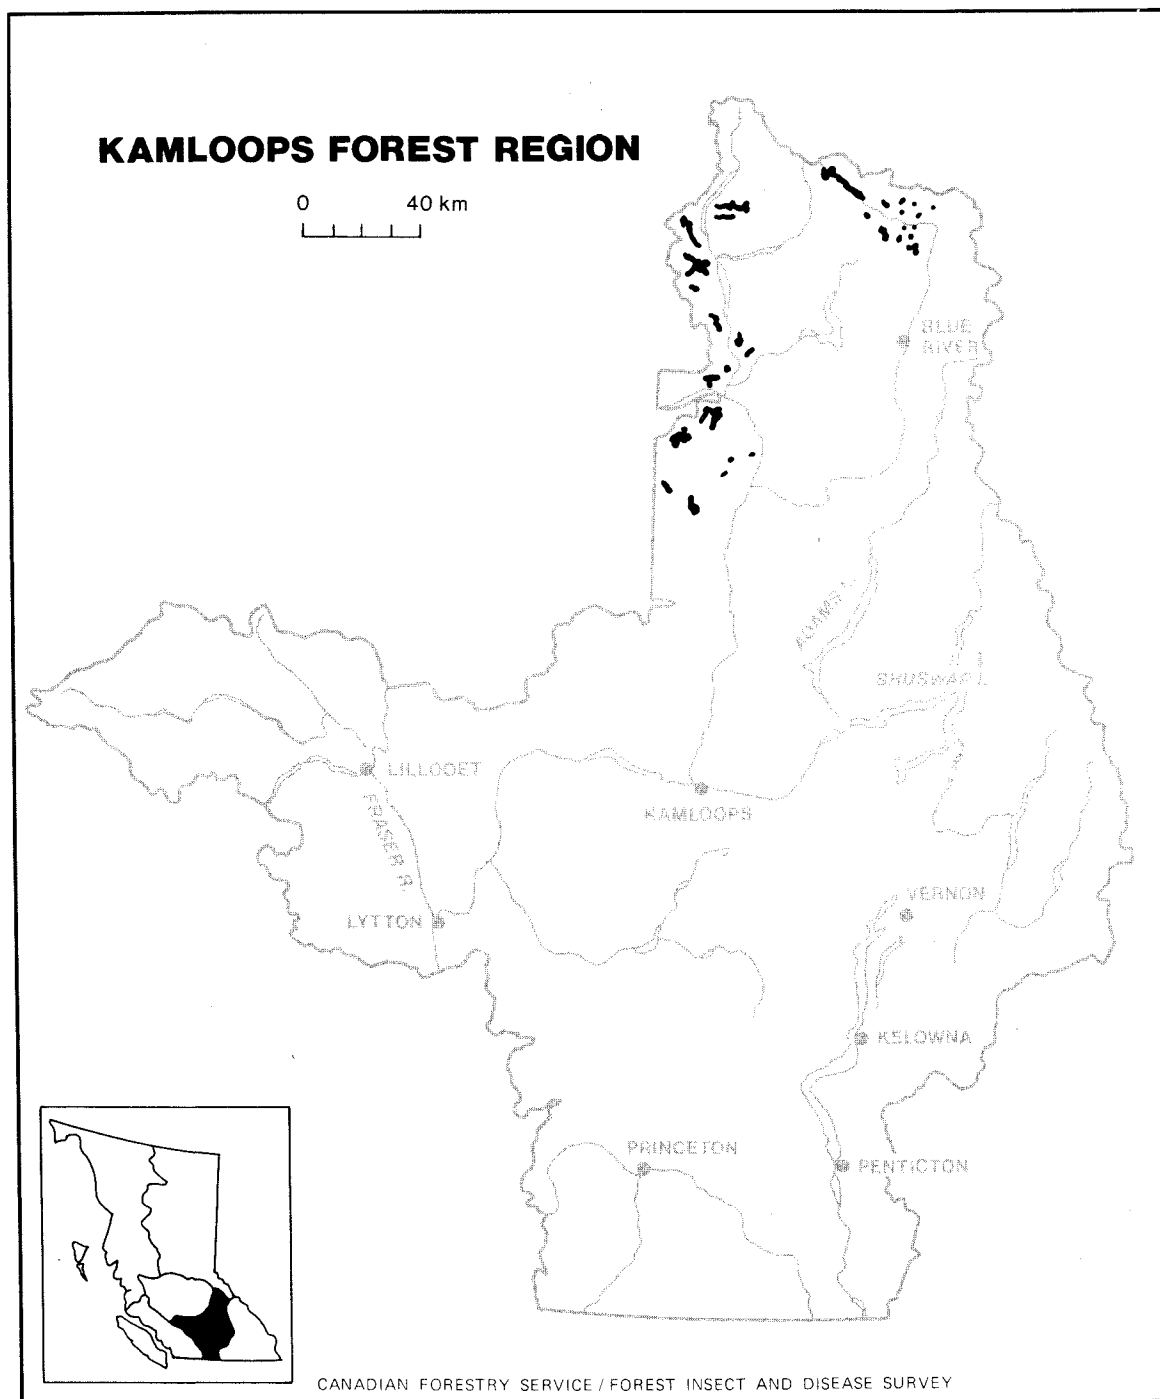 KAMLOOPS FOREST REGION
0 40 km
BLUE
RIVER
ADAMS L.
SHUSWAP L.
LILLOOET
FRASER R.
KAMLOOPS
VERNON
LYTTON
KELOWNA
PRINCETON
PENTICTON
CANADIAN FORESTRY SERVICE / FOREST INSECT AND DISEASE SURVEY